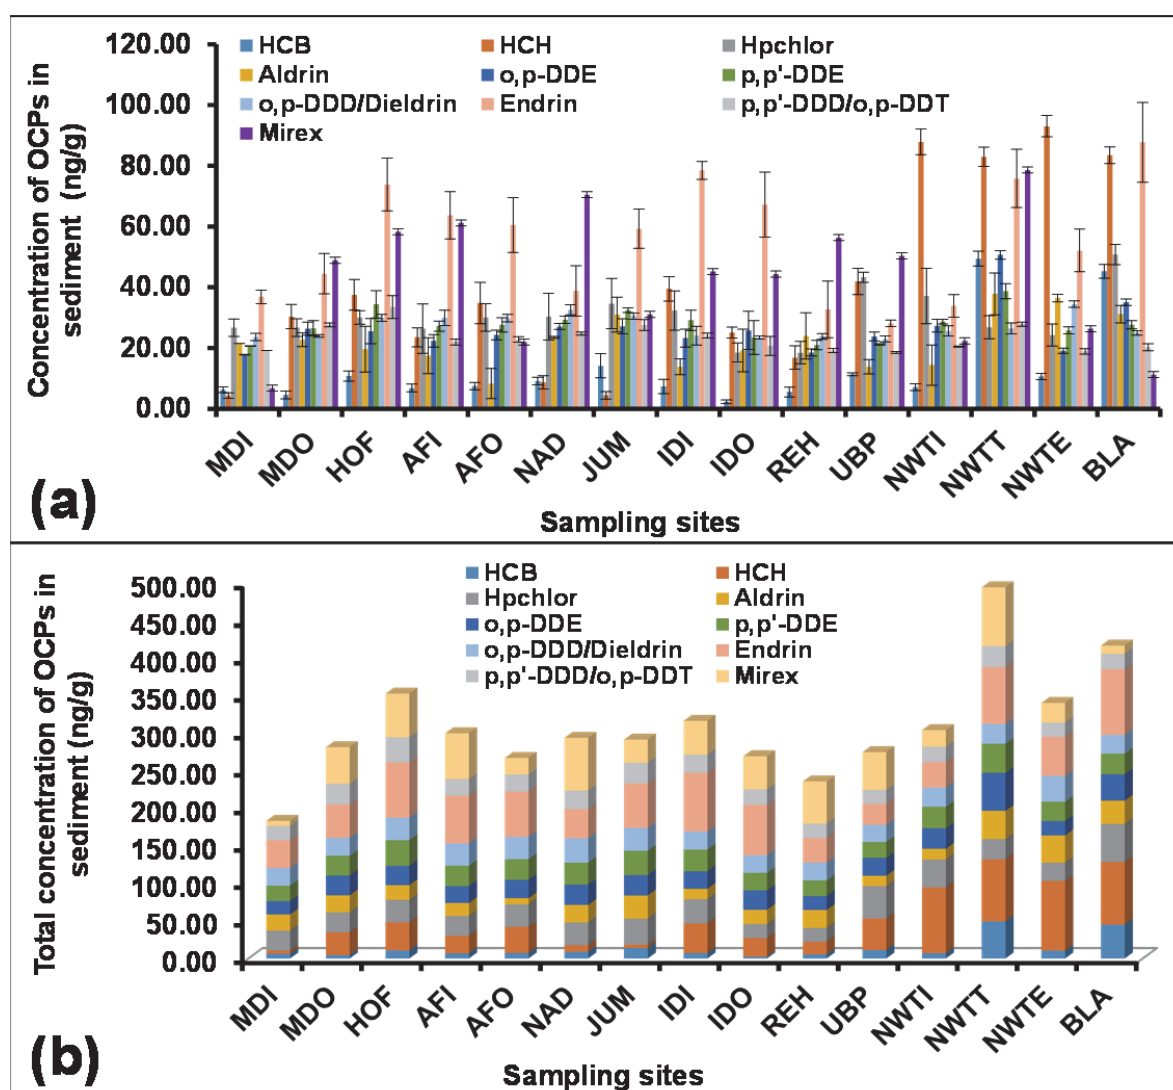 Concentration of OCPs in
sediment (ng/g)
120.00
100.00
80.00
60.00
40.00
20.00
0.00
HCB HCH Hpchlor
Aldrin o,p-DDE p,p'-DDE
o,p-DDD/Dieldrin Endrin p,p'-DDD/o,p-DDT
Mirex
MDI MDO HOF AFI AFO NAD JUM IDI IDO REH UBP NWTI NWTT NWTE BLA
(a)
Sampling sites
Total concentration of OCPs in
sediment (ng/g)
500.00
450.00
400.00
350.00
300.00
250.00
200.00
150.00
100.00
50.00
0.00
HCB HCH
Hpchlor Aldrin
o,p-DDE p,p'-DDE
o,p-DDD/Dieldrin Endrin
p,p'-DDD/o,p-DDT Mirex
MDI MDO HOF AFI AFO NAD JUM IDI IDO REH UBP NWTI NWTT NWTE BLA
(b)
Sampling sites